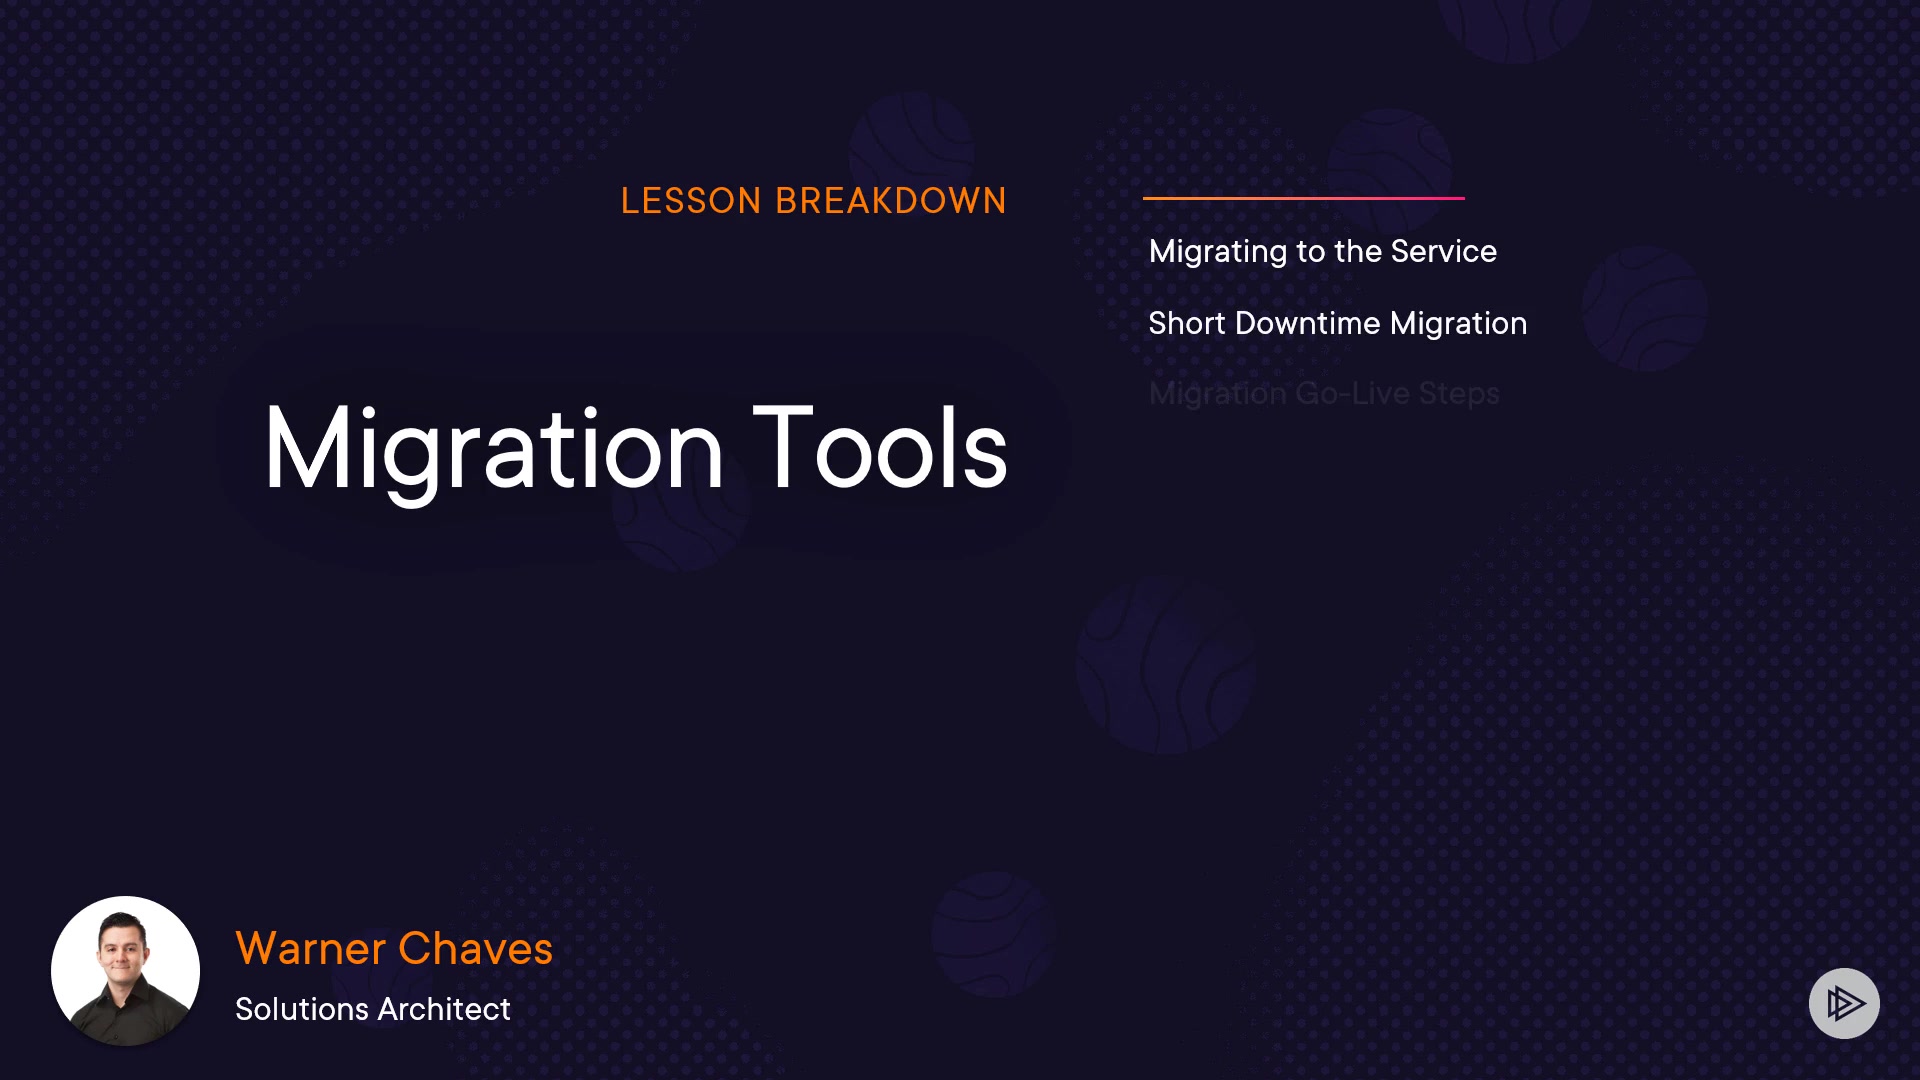 LESSON BREAKDOWN
Migration Tools
Migrating to the Service
Short Downtime Migration
Migration Go-Live Steps
Warner Chaves
Solutions Architect